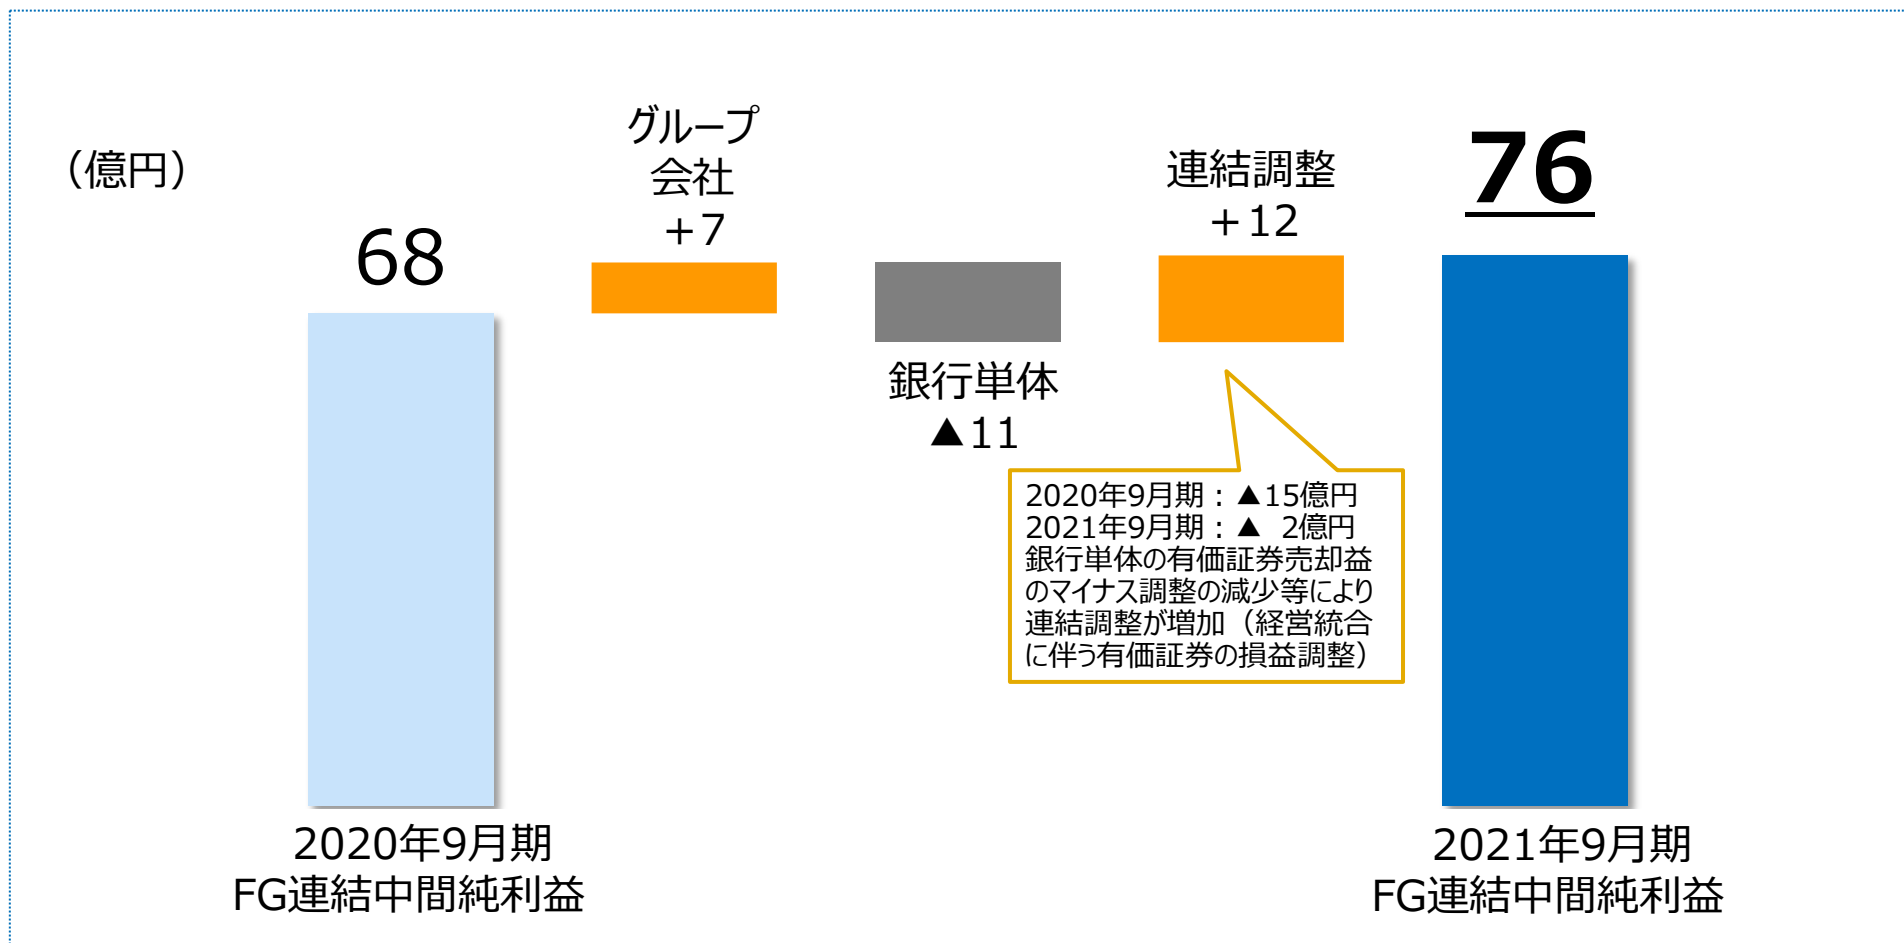 （億円）
68
グループ
会社
＋7
銀行単体
▲11
連結調整
＋12
76
2020年9月期：▲15億円
2021年9月期：▲ 2億円
銀行単体の有価証券売却益
のマイナス調整の減少等により
連結調整が増加（経営統合
に伴う有価証券の損益調整）
2020年9月期
FG連結中間純利益
2021年9月期
FG連結中間純利益